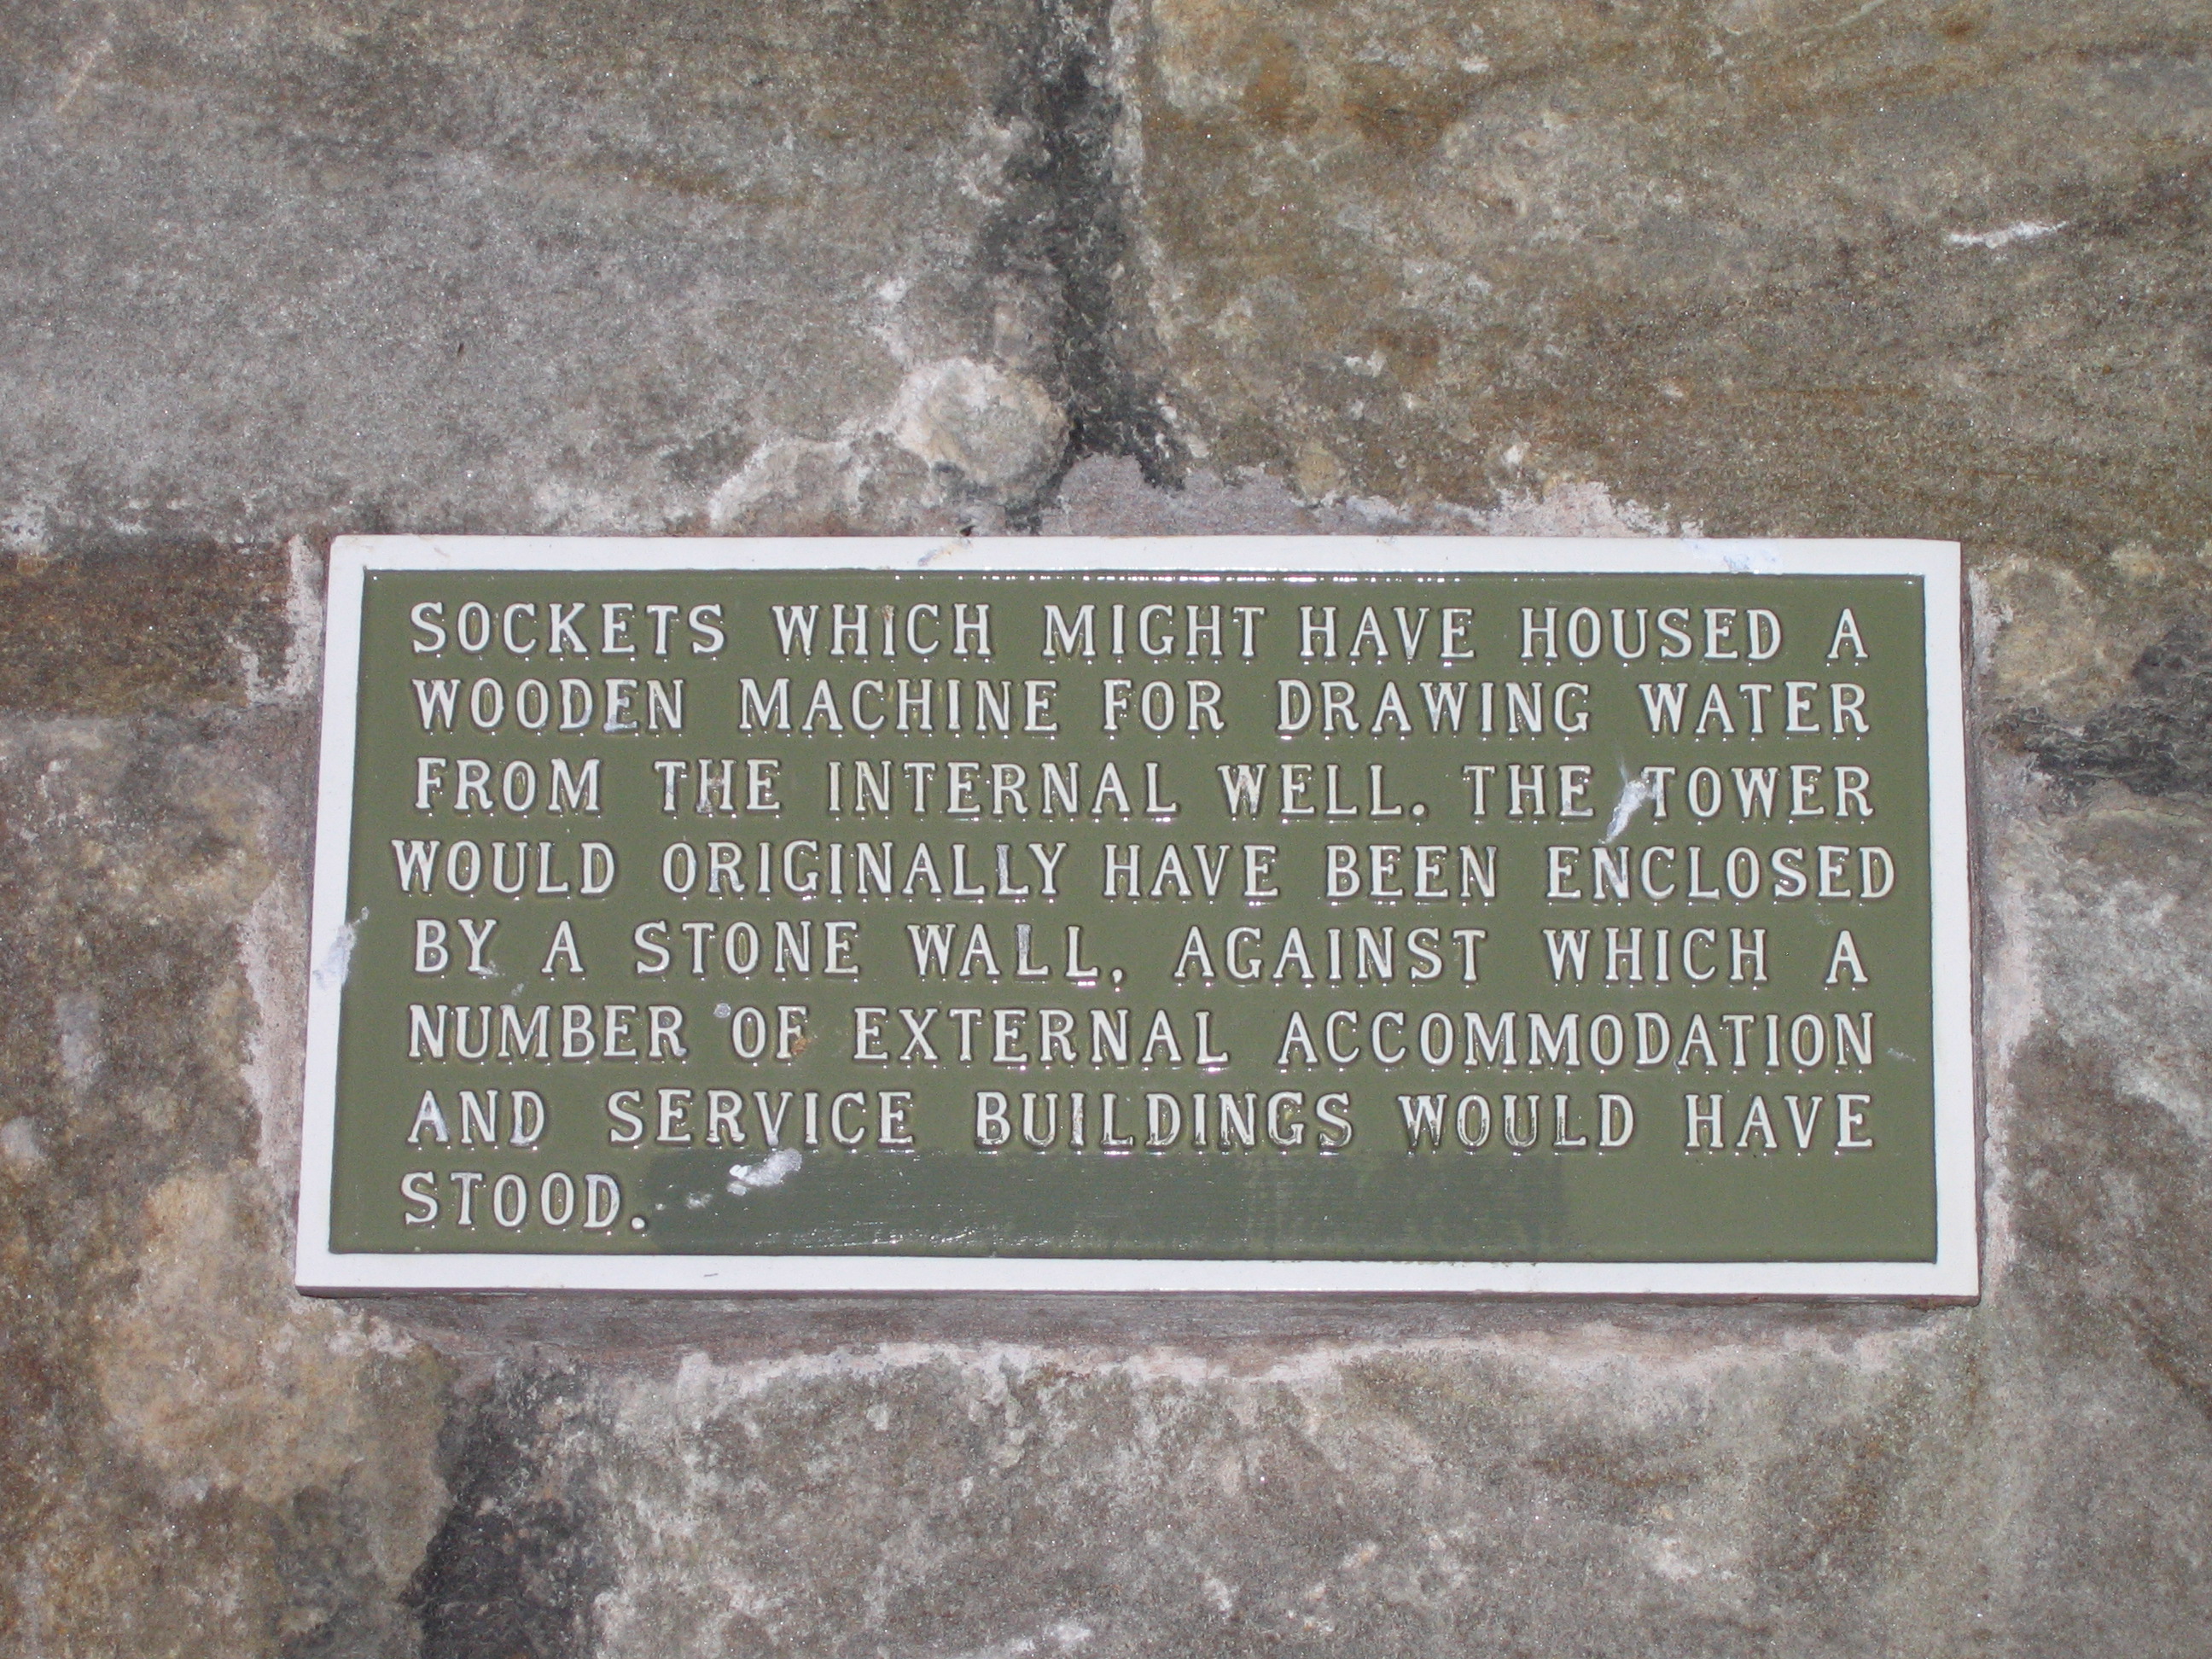 SOCKETS WHICH MIGHT HAVE HOUSED A
WOODEN MACHINE FOR DRAWING WATER
FROM THE INTERNAL WELL. THE TOWER
WOULD ORIGINALLY HAVE BEEN ENCLOSED
BY A STONE WALL, AGAINST WHICH A
NUMBER OF EXTERNAL ACCOMMODATION
AND SERVICE BUILDINGS WOULD HAVE
STOOD.